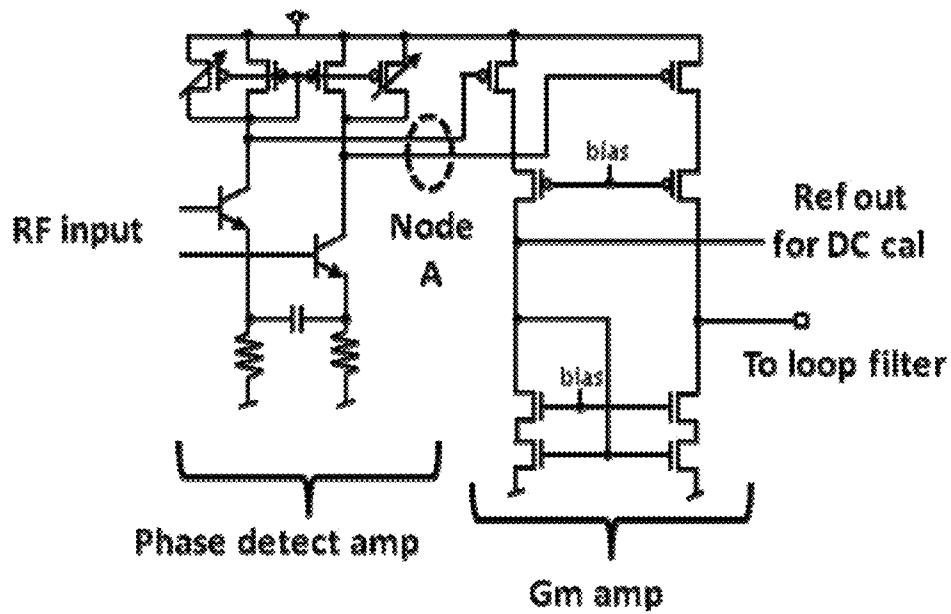 bias
Ref out
for DC cal
RF input
Node
A
To loop filter
bias
Phase detect amp
Gm amp